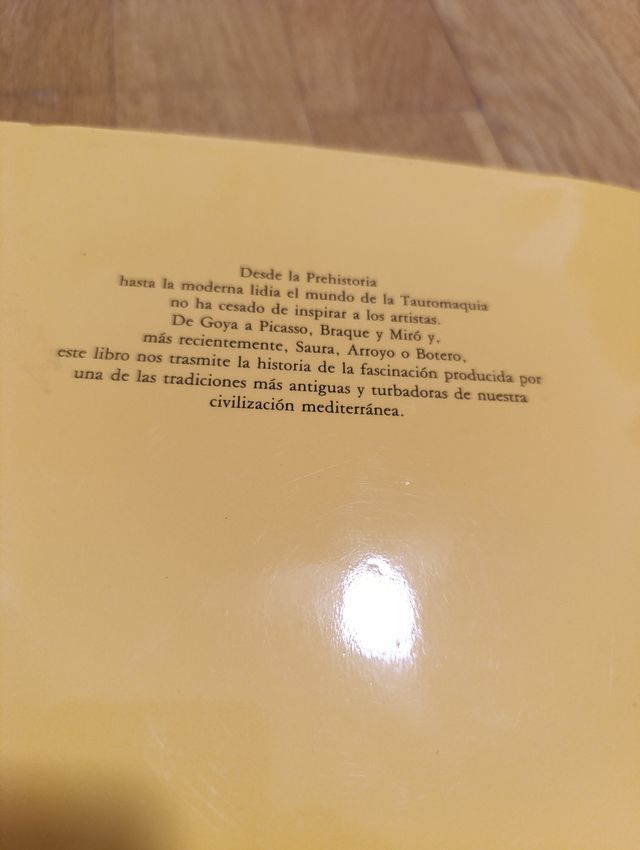 Desde la Prehistoria
hasta la moderna lidia el mundo de la Tauromaquia
no ha cesado de inspirar a los artistas.
De Goya a Picasso, Braque y Miró y,
más recientemente, Saura, Arroyo o Botero,
este libro nos trasmite la historia de la fascinación producida por
una de las tradiciones más antiguas y turbadoras de nuestra
civilización mediterránea.